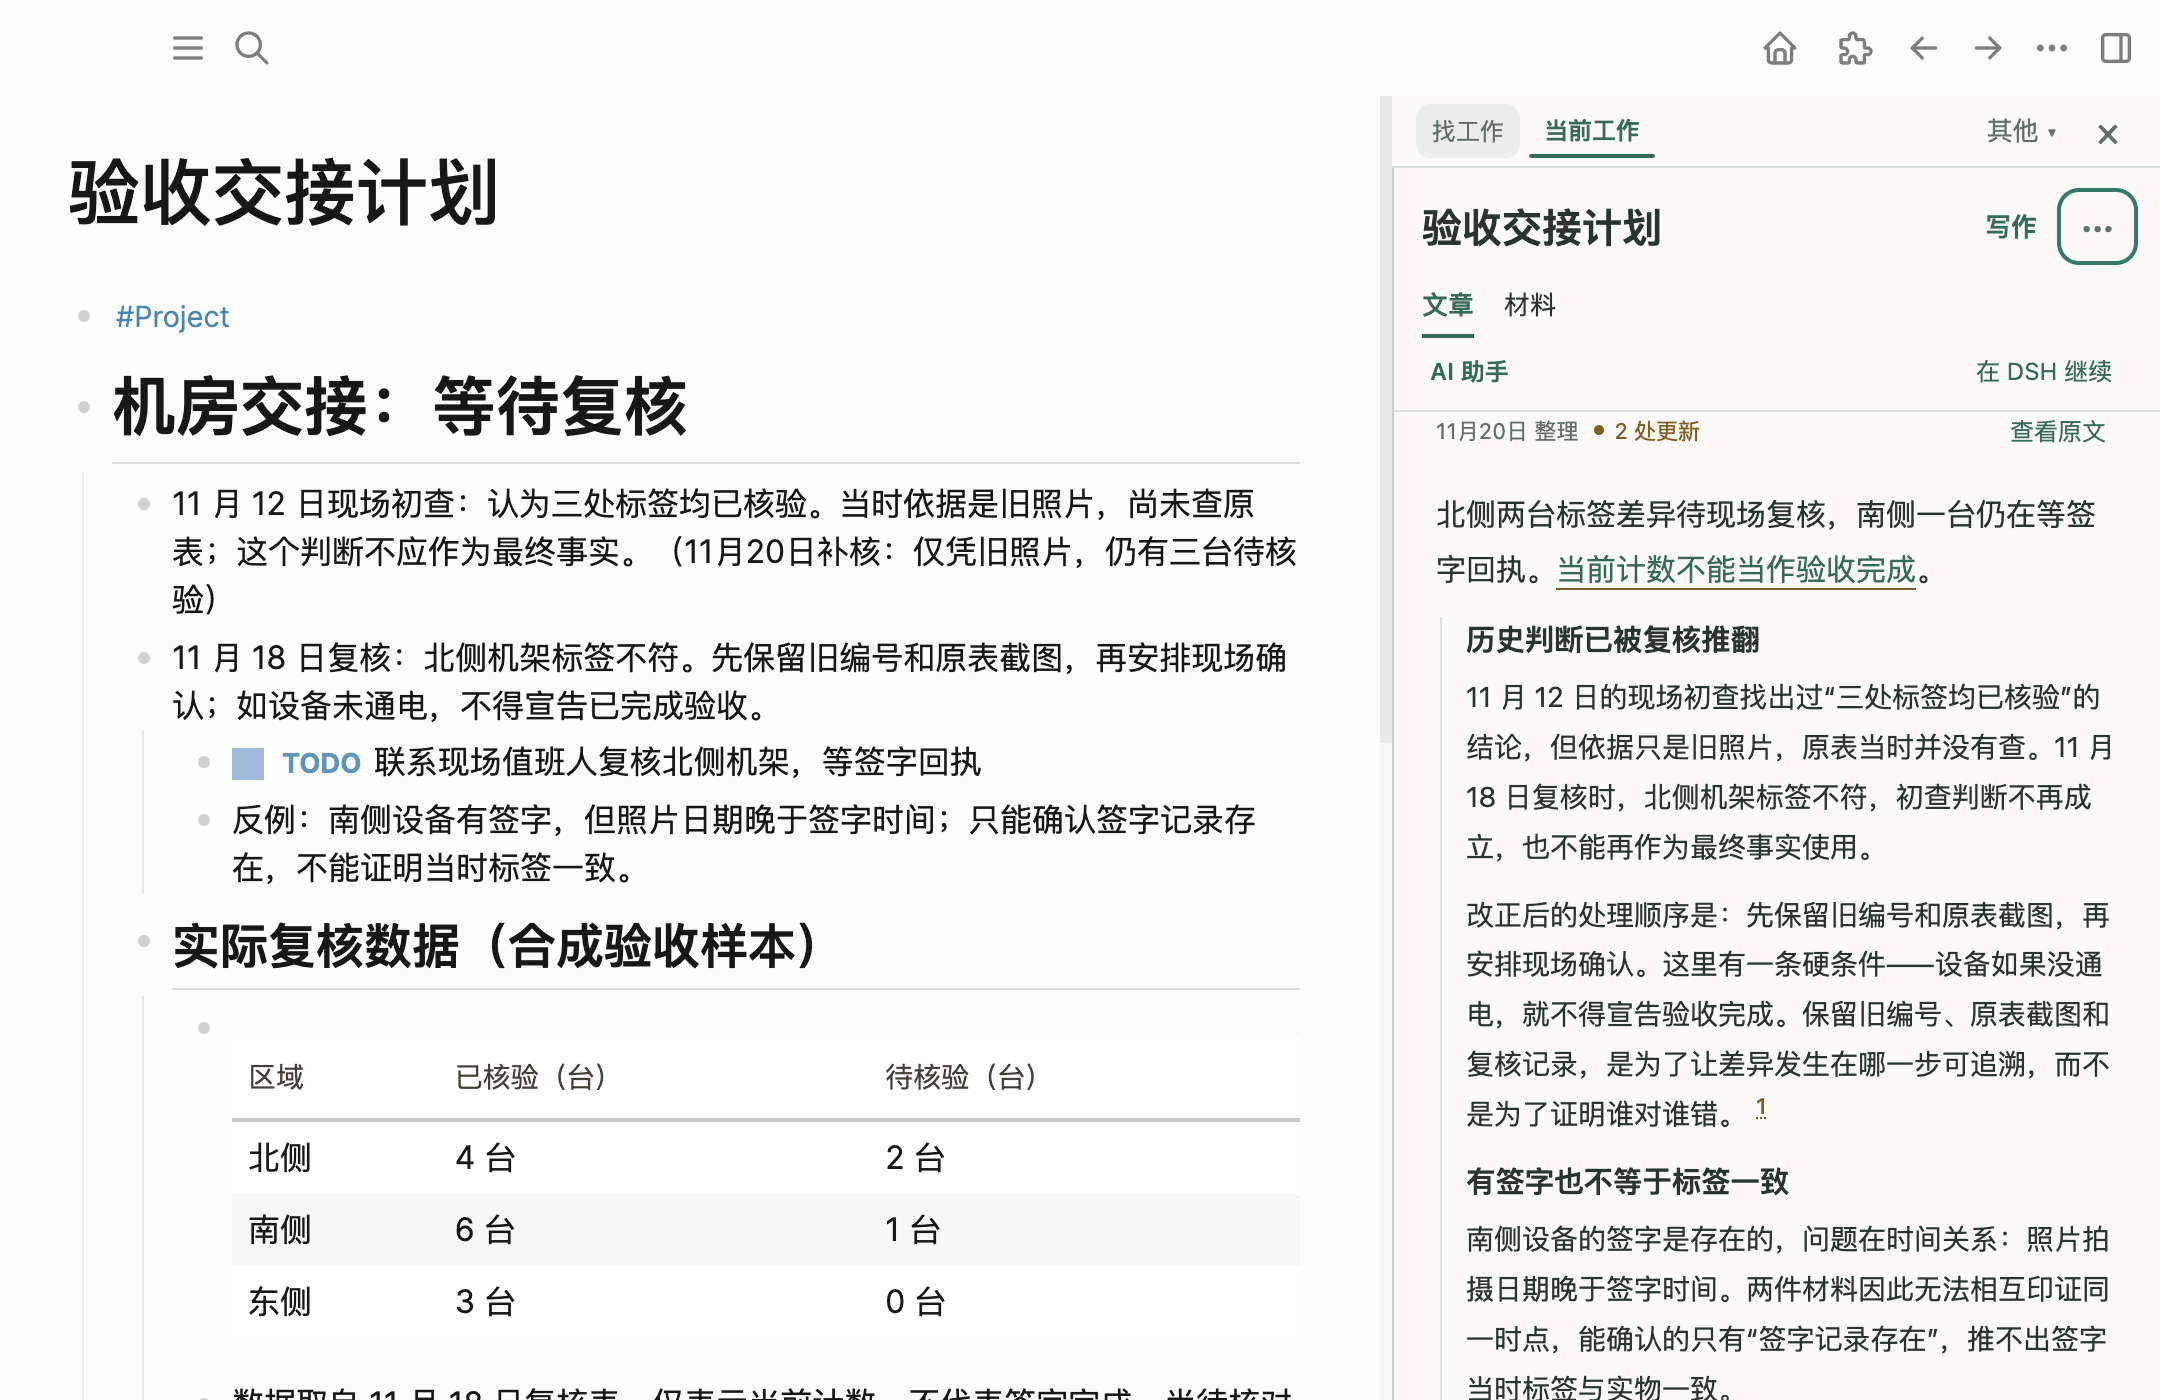 验收交接计划
#Project
机房交接：等待复核
11 月 12 日现场初查：认为三处标签均已核验。当时依据是旧照片，尚未查原
表；这个判断不应作为最终事实。（11月20日补核：仅凭旧照片，仍有三台待核
验）
11 月 18 日复核：北侧机架标签不符。先保留旧编号和原表截图，再安排现场确
认；如设备未通电，不得宣告已完成验收。
TODO 联系现场值班人复核北侧机架，等签字回执
反例：南侧设备有签字，但照片日期晚于签字时间；只能确认签字记录存
在，不能证明当时标签一致。
实际复核数据（合成验收样本）
区域 已核验（台） 待核验（台）
北侧 4 台 2 台
南侧 6 台 1 台
东侧 3 台 0 台
数据取自 11 月 18 日复核表，仅表示当前计数，不代表签字完成。当待核对
找工作 当前工作 其他 ▾ ×
验收交接计划 写作 •••
文章 材料
AI 助手 在 DSH 继续
11月20日 整理 • 2 处更新 查看原文
北侧两台标签差异待现场复核，南侧一台仍在等签
字回执。当前计数不能当作验收完成。
历史判断已被复核推翻
11 月 12 日的现场初查找出过“三处标签均已核验”的
结论，但依据只是旧照片，原表当时并没有查。11 月
18 日复核时，北侧机架标签不符，初查判断不再成
立，也不能再作为最终事实使用。
改正后的处理顺序是：先保留旧编号和原表截图，再
安排现场确认。这里有一条硬条件——设备如果没通
电，就不得宣告验收完成。保留旧编号、原表截图和
复核记录，是为了让差异发生在哪一步可追溯，而不
是为了证明谁对谁错。 1
有签字也不等于标签一致
南侧设备的签字是存在的，问题在时间关系：照片拍
摄日期晚于签字时间。两件材料因此无法相互印证同
一时点，能确认的只有“签字记录存在”，推不出签字
当时标签与实物一致。